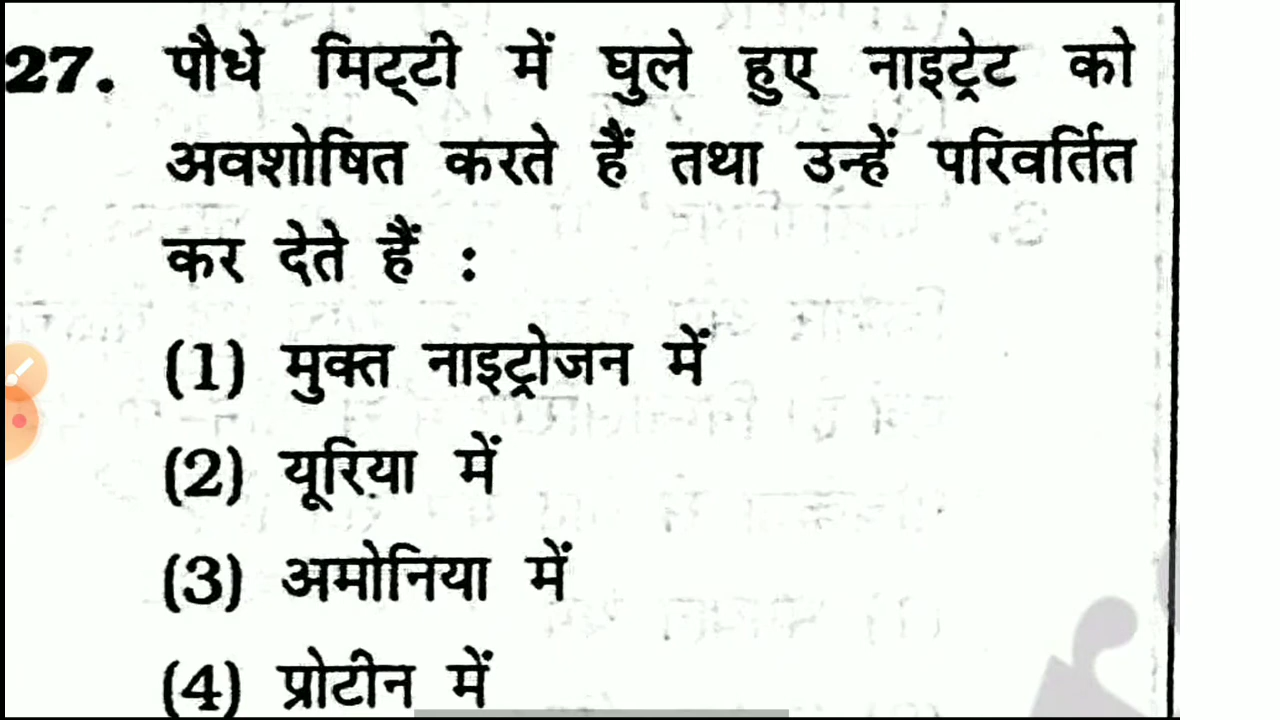 27. पौधे मिट्टी में घुले हुए नाइट्रेट को
अवशोषित करते हैं तथा उन्हें परिवर्तित
कर देते हैं :
(1) मुक्त नाइट्रोजन में
(2) यूरिया में
(3) अमोनिया में
(4) प्रोटीन में